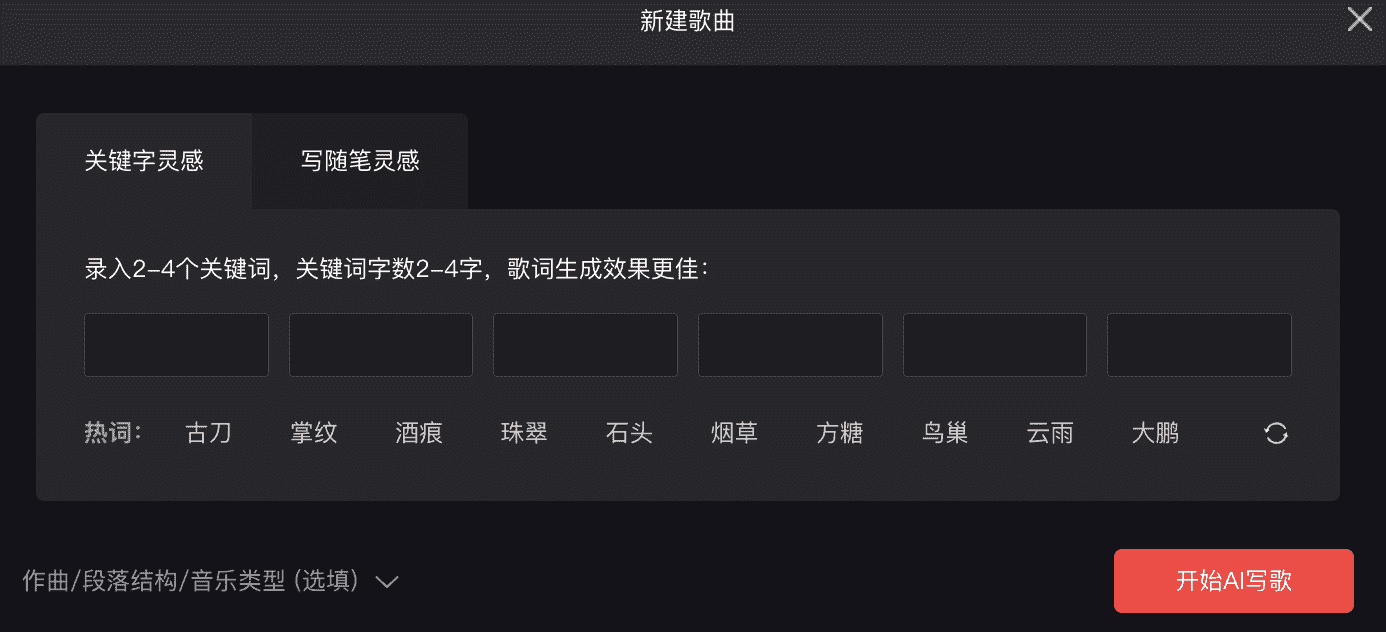 新建歌曲
关键字灵感 写随笔灵感
录入2-4个关键词，关键词字数2-4字，歌词生成效果更佳：
热词： 古刀 掌纹 酒痕 珠翠 石头 烟草 方糖 鸟巢 云雨 大鹏
作曲/段落结构/音乐类型 (选填) 开始AI写歌